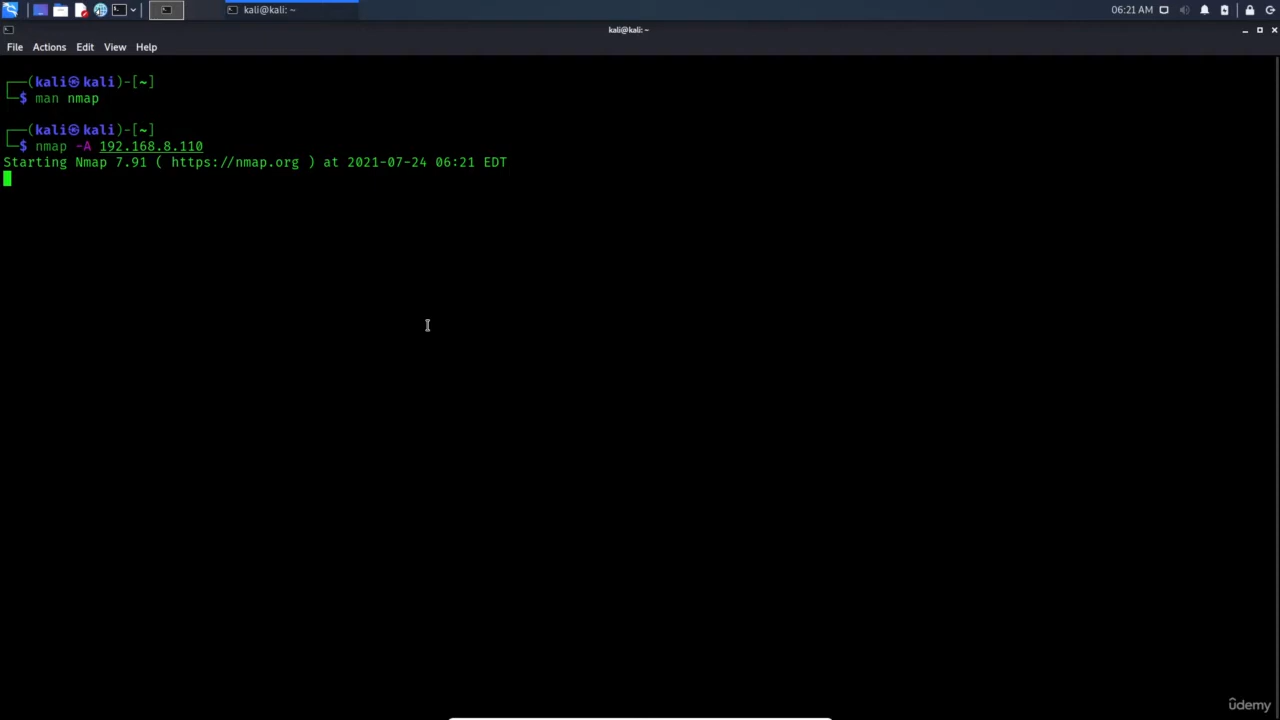 kali@kali: ~
06:21 AM
kali@kali: ~
File Actions Edit View Help
┌──(kali㉿kali)-[~]
└─$ man nmap
┌──(kali㉿kali)-[~]
└─$ nmap -A 192.168.8.110
Starting Nmap 7.91 ( https://nmap.org ) at 2021-07-24 06:21 EDT
ûdemy